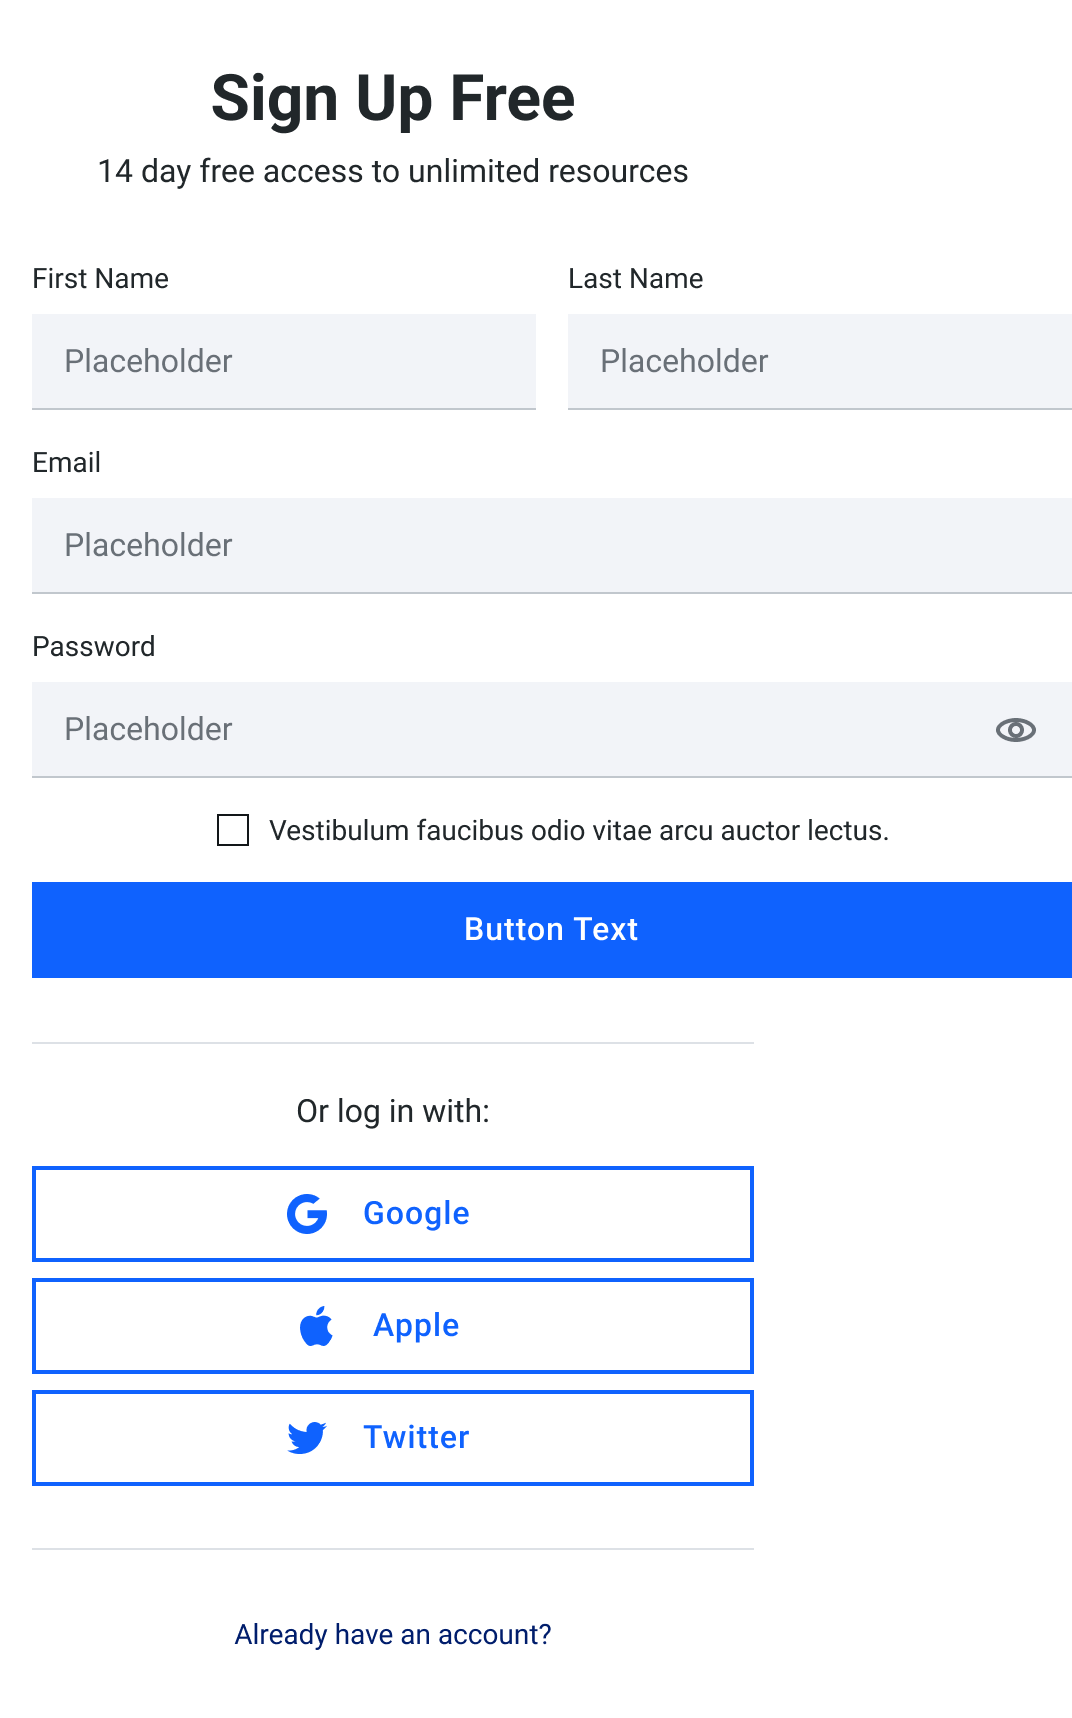 Sign Up Free
14 day free access to unlimited resources
First Name
Last Name
Placeholder
Placeholder
Email
Placeholder
Password
Placeholder
Vestibulum faucibus odio vitae arcu auctor lectus.
Button Text
Or log in with:
Google
Apple
Twitter
Already have an account?